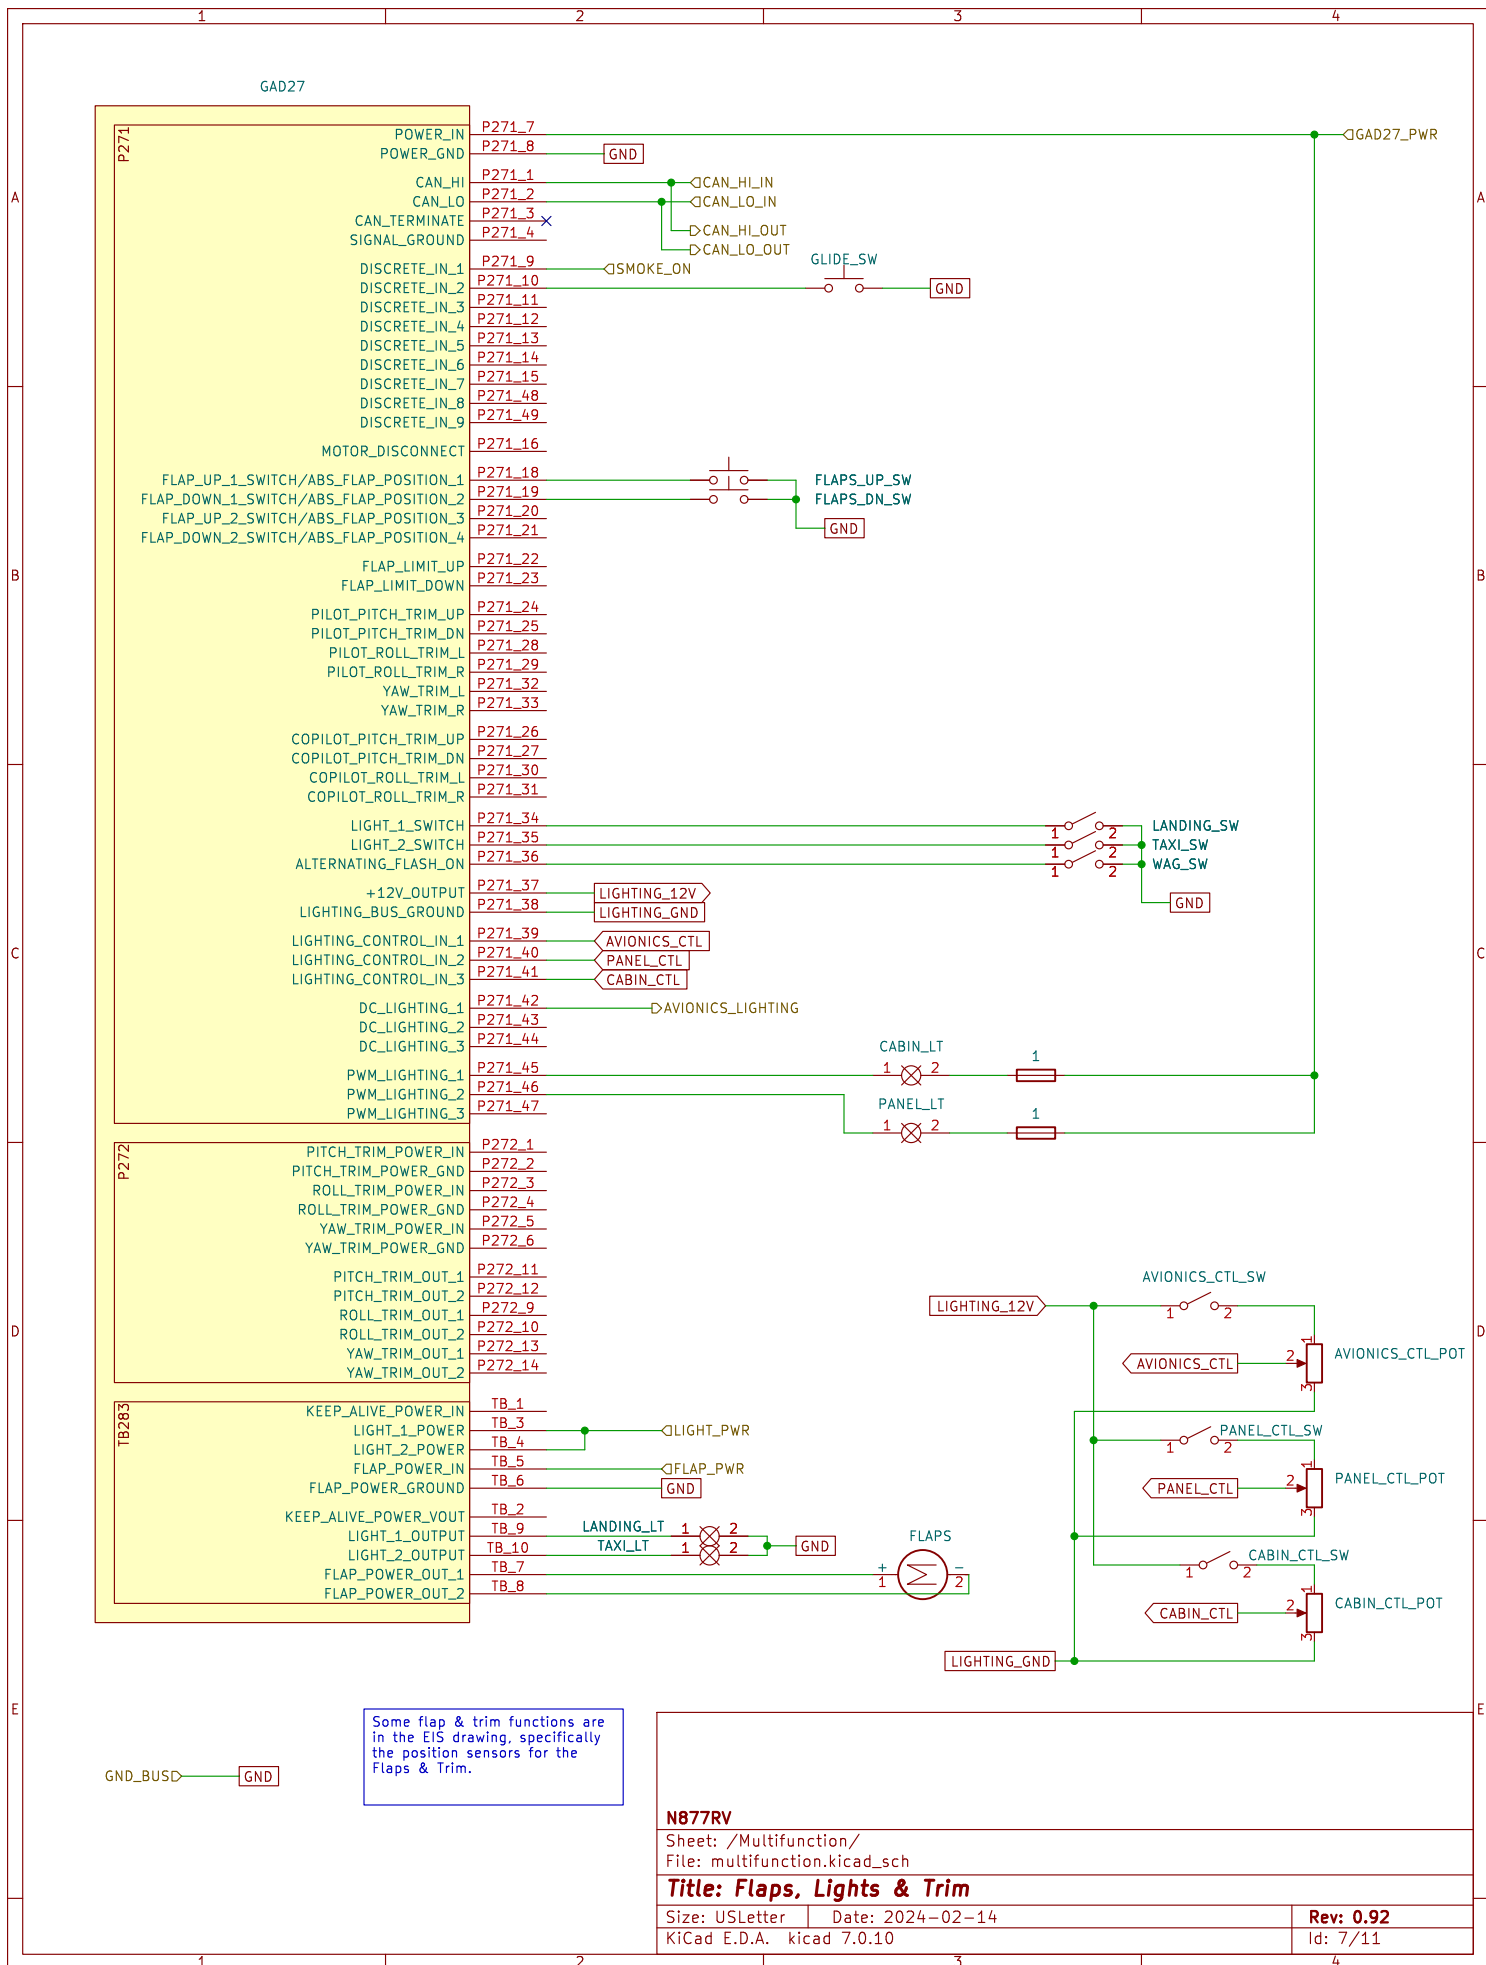 1 2 3 4
GAD27
P271
POWER_IN P271_7 GAD27_PWR
POWER_GND P271_8 GND
CAN_HI P271_1 CAN_HI_IN
A CAN_LO P271_2 CAN_LO_IN A
CAN_TERMINATE P271_3
CAN_HI_OUT
SIGNAL_GROUND P271_4
CAN_LO_OUT
GLIDE_SW
DISCRETE_IN_1 P271_9 SMOKE_ON
DISCRETE_IN_2 P271_10 GND
DISCRETE_IN_3 P271_11
DISCRETE_IN_4 P271_12
DISCRETE_IN_5 P271_13
DISCRETE_IN_6 P271_14
DISCRETE_IN_7 P271_15
DISCRETE_IN_8 P271_48
DISCRETE_IN_9 P271_49
MOTOR_DISCONNECT P271_16
FLAP_UP_1_SWITCH/ABS_FLAP_POSITION_1 P271_18 FLAPS_UP_SW
FLAP_DOWN_1_SWITCH/ABS_FLAP_POSITION_2 P271_19 FLAPS_DN_SW
FLAP_UP_2_SWITCH/ABS_FLAP_POSITION_3 P271_20
GND
FLAP_DOWN_2_SWITCH/ABS_FLAP_POSITION_4 P271_21
FLAP_LIMIT_UP P271_22
B B
FLAP_LIMIT_DOWN P271_23
PILOT_PITCH_TRIM_UP P271_24
PILOT_PITCH_TRIM_DN P271_25
PILOT_ROLL_TRIM_L P271_28
PILOT_ROLL_TRIM_R P271_29
YAW_TRIM_L P271_32
YAW_TRIM_R P271_33
COPILOT_PITCH_TRIM_UP P271_26
COPILOT_PITCH_TRIM_DN P271_27
COPILOT_ROLL_TRIM_L P271_30
COPILOT_ROLL_TRIM_R P271_31
LIGHT_1_SWITCH P271_34 1 2 LANDING_SW
LIGHT_2_SWITCH P271_35 1 2 TAXI_SW
ALTERNATING_FLASH_ON P271_36 1 2 WAG_SW
+12V_OUTPUT P271_37 LIGHTING_12V
GND
LIGHTING_BUS_GROUND P271_38 LIGHTING_GND
LIGHTING_CONTROL_IN_1 P271_39 AVIONICS_CTL
C C
LIGHTING_CONTROL_IN_2 P271_40 PANEL_CTL
LIGHTING_CONTROL_IN_3 P271_41 CABIN_CTL
DC_LIGHTING_1 P271_42 AVIONICS_LIGHTING
DC_LIGHTING_2 P271_43
DC_LIGHTING_3 P271_44
CABIN_LT 1
PWM_LIGHTING_1 P271_45 1 2
PWM_LIGHTING_2 P271_46
PANEL_LT 1
PWM_LIGHTING_3 P271_47
1 2
P272
PITCH_TRIM_POWER_IN P272_1
PITCH_TRIM_POWER_GND P272_2
ROLL_TRIM_POWER_IN P272_3
ROLL_TRIM_POWER_GND P272_4
YAW_TRIM_POWER_IN P272_5
YAW_TRIM_POWER_GND P272_6
PITCH_TRIM_OUT_1 P272_11 AVIONICS_CTL_SW
PITCH_TRIM_OUT_2 P272_12
LIGHTING_12V 1 2
ROLL_TRIM_OUT_1 P272_9
D D
ROLL_TRIM_OUT_2 P272_10
YAW_TRIM_OUT_1 P272_13
1 AVIONICS_CTL_POT
AVIONICS_CTL 2
YAW_TRIM_OUT_2 P272_14
3
TB283
KEEP_ALIVE_POWER_IN TB_1
LIGHT_1_POWER TB_3 LIGHT_PWR
PANEL_CTL_SW
LIGHT_2_POWER TB_4 1 2
FLAP_POWER_IN TB_5 FLAP_PWR
1 PANEL_CTL_POT
FLAP_POWER_GROUND TB_6 GND
PANEL_CTL 2
3
KEEP_ALIVE_POWER_VOUT TB_2
LANDING_LT
LIGHT_1_OUTPUT TB_9 1 2 FLAPS
TAXI_LT GND
LIGHT_2_OUTPUT TB_10 1 2 CABIN_CTL_SW
FLAP_POWER_OUT_1 TB_7 + − 1 2
1 2
FLAP_POWER_OUT_2 TB_8
1 CABIN_CTL_POT
CABIN_CTL 2
3
LIGHTING_GND
E E
Some flap & trim functions are
in the EIS drawing, specifically
the position sensors for the
Flaps & Trim.
GND_BUS GND
N877RV
Sheet: /Multifunction/
File: multifunction.kicad_sch
Title: Flaps, Lights & Trim
Size: USLetter Date: 2024-02-14 Rev: 0.92
KiCad E.D.A. kicad 7.0.10 Id: 7/11
1 2 3 4